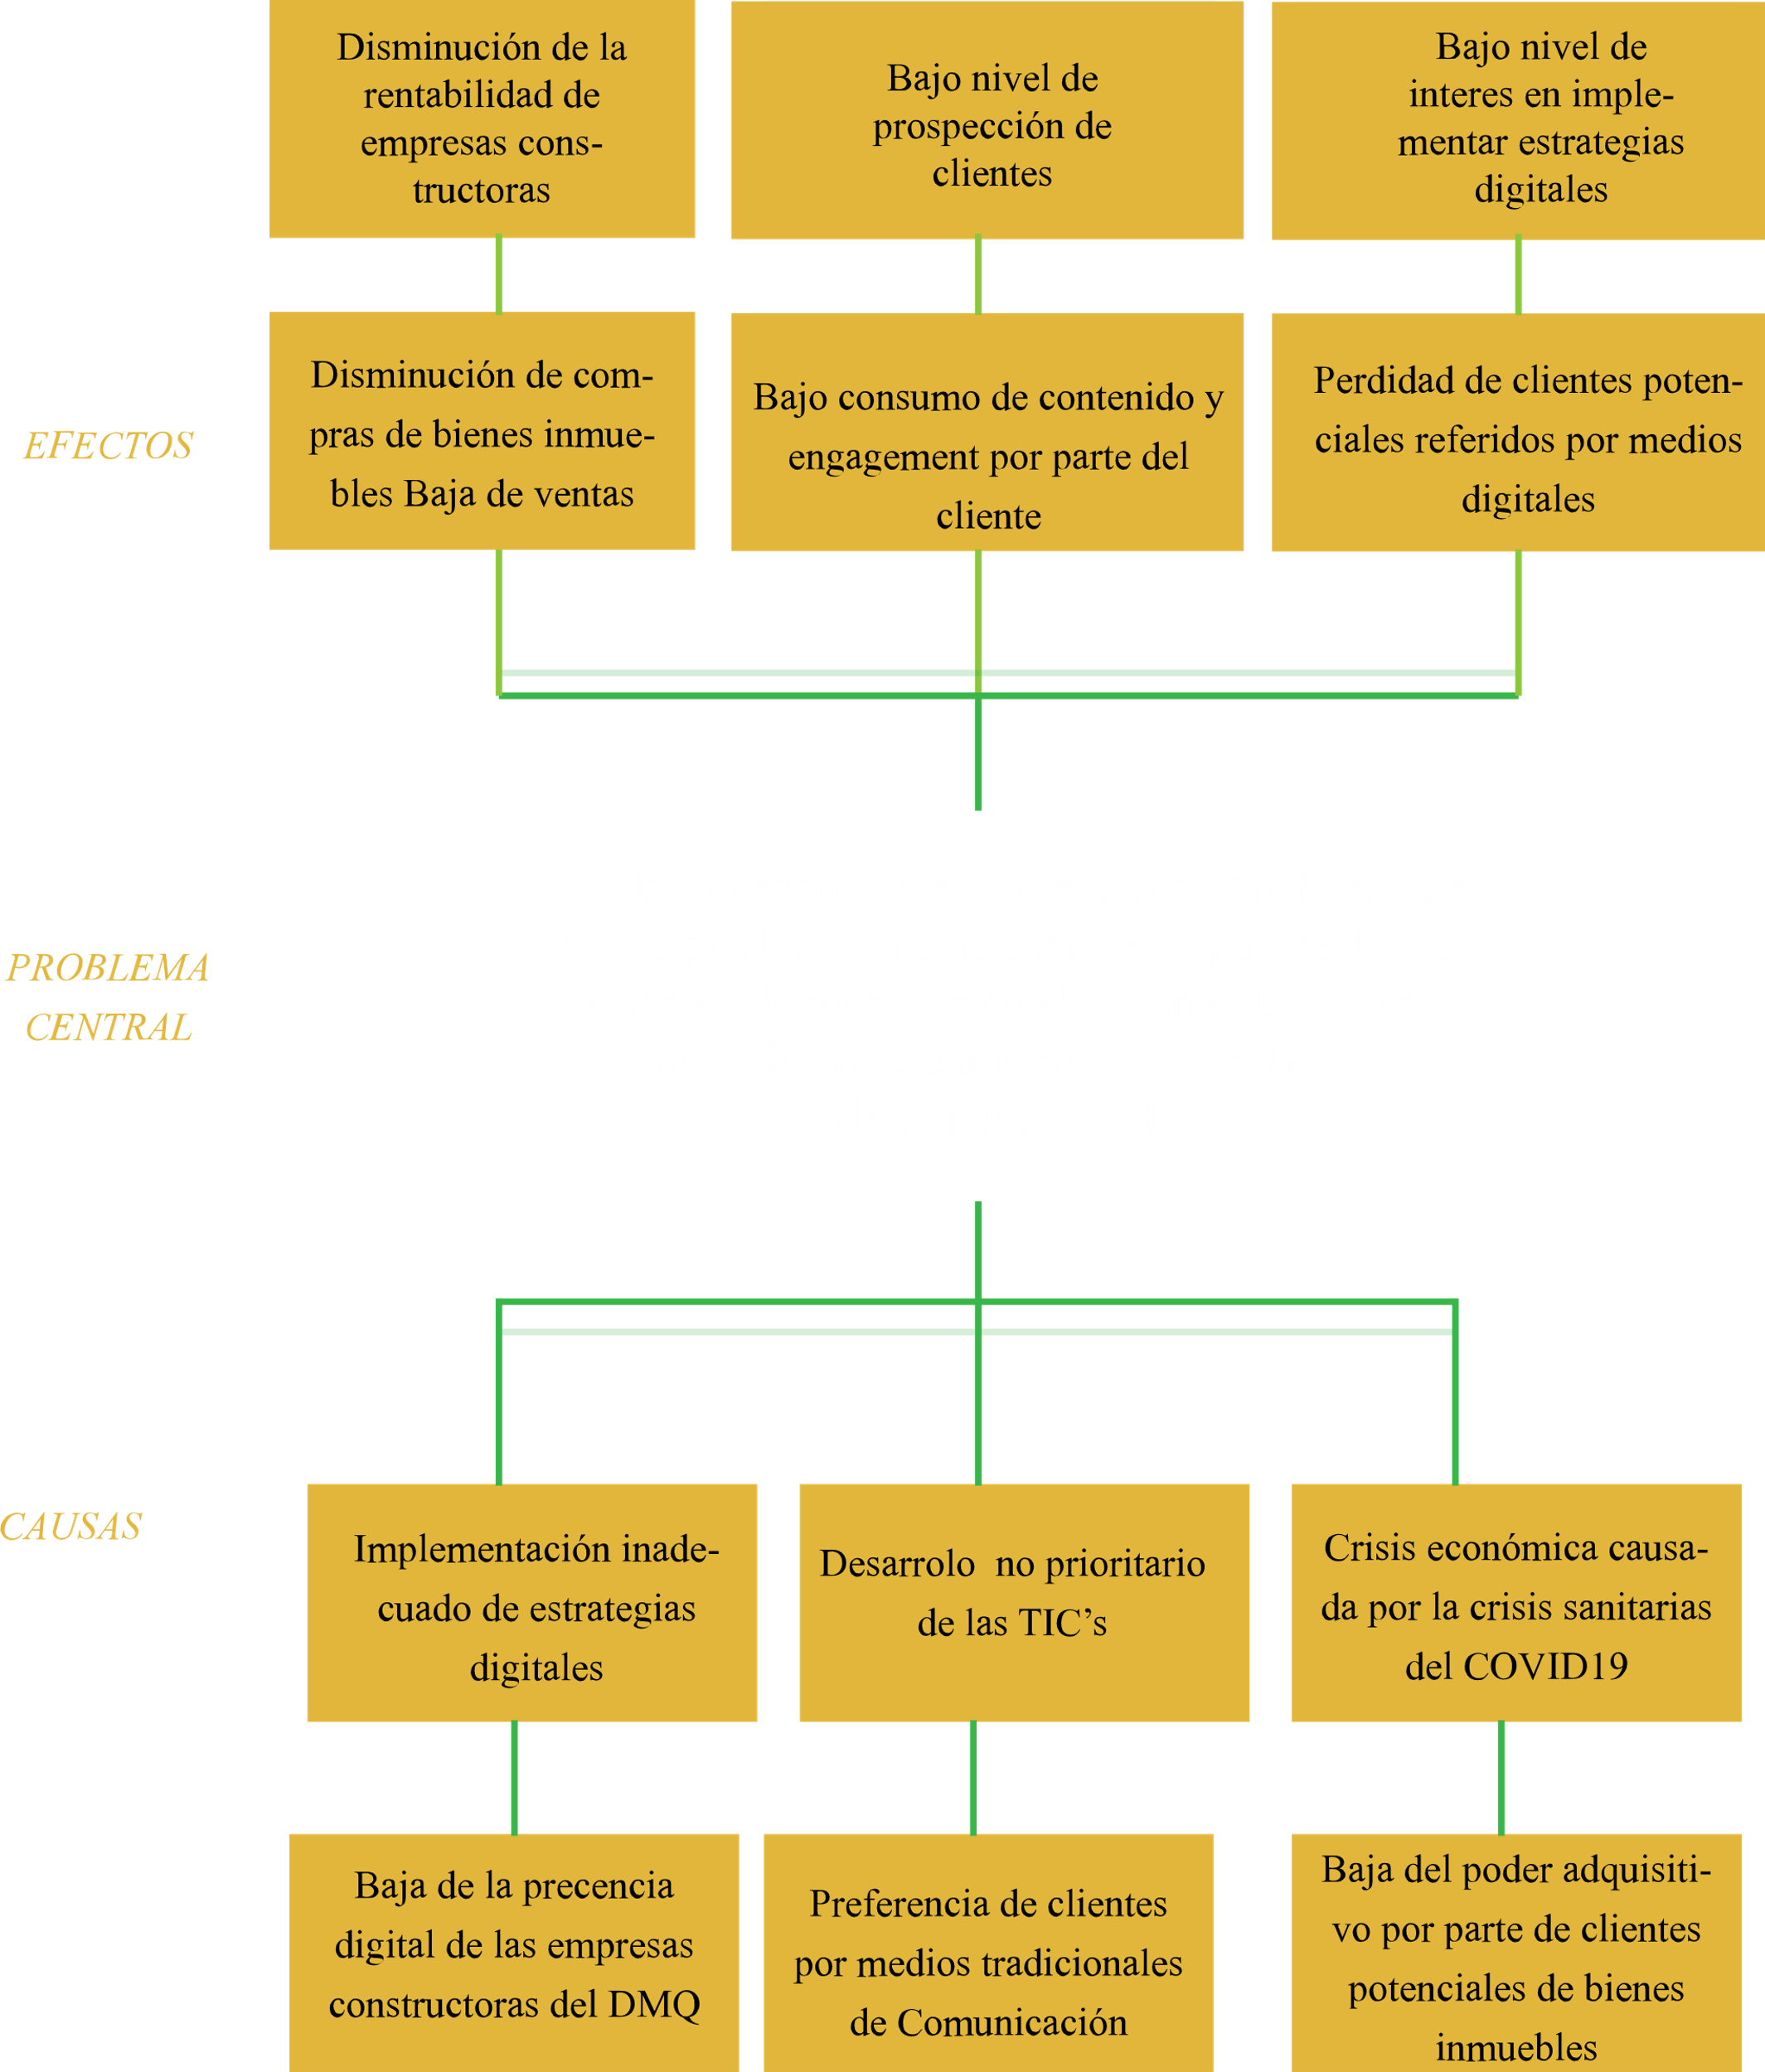 Disminución de la
rentabilidad de
empresas cons-
tructoras
Bajo nivel de
prospección de
clientes
Bajo nivel de
interes en imple-
mentar estrategias
digitales
EFECTOS
Disminución de com-
pras de bienes inmue-
bles Baja de ventas
Bajo consumo de contenido y
engagement por parte del
cliente
Perdidad de clientes poten-
ciales referidos por medios
digitales
PROBLEMA
CENTRAL
CAUSAS
Implementación inade-
cuado de estrategias
digitales
Desarrolo  no prioritario
de las TIC’s
Crisis económica causa-
da por la crisis sanitarias
del COVID19
Baja de la precencia
digital de las empresas
constructoras del DMQ
Preferencia de clientes
por medios tradicionales
de Comunicación
Baja del poder adquisiti-
vo por parte de clientes
potenciales de bienes
inmuebles